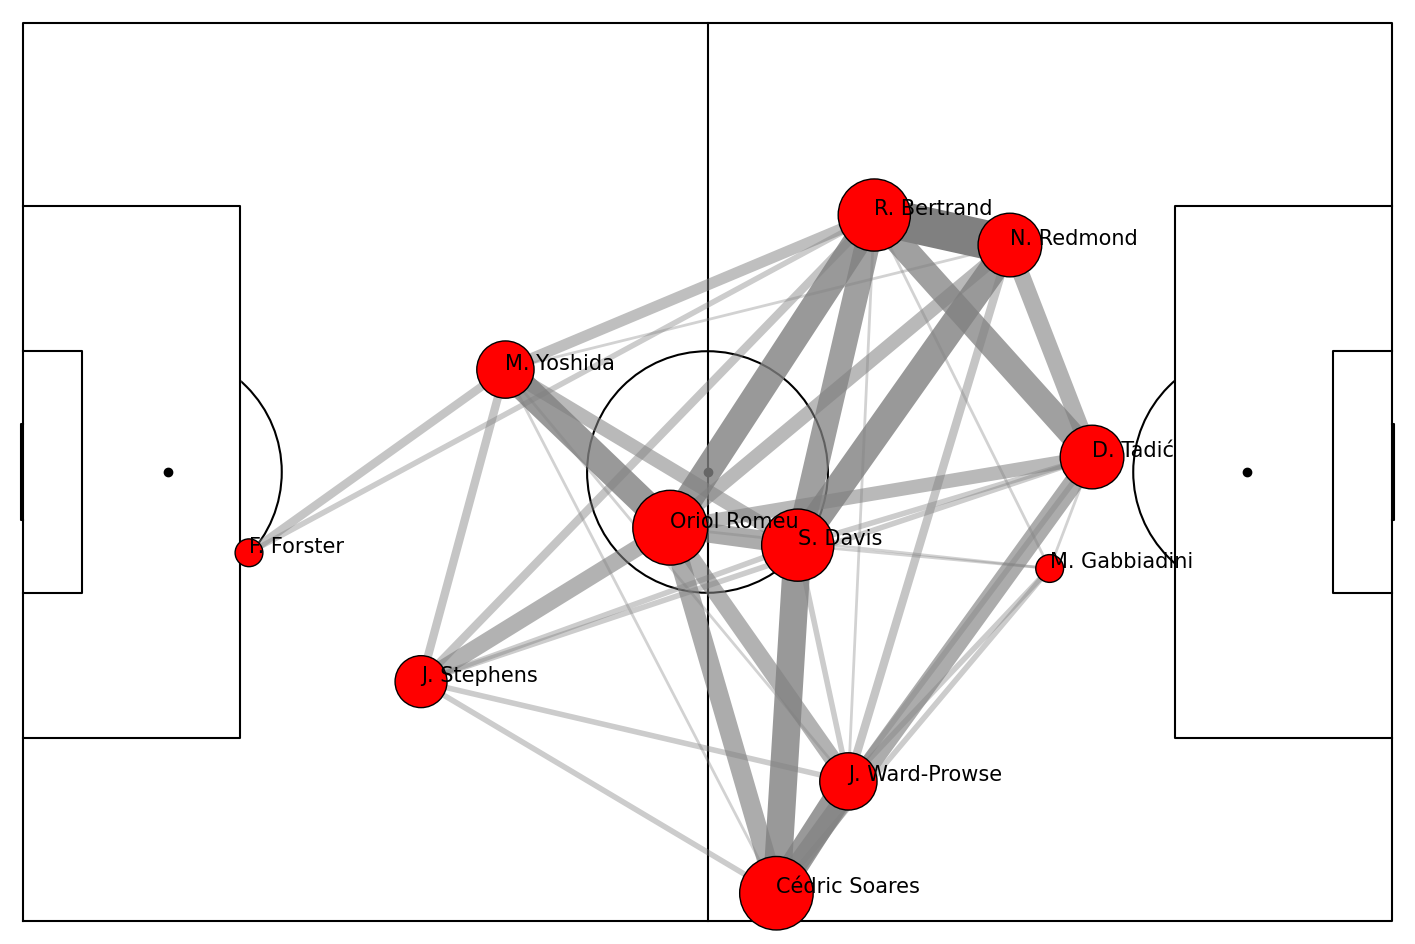 R. Bertrand
N. Redmond
M. Yoshida
D. Tadić
Oriol Romeu
S. Davis
F. Forster
M. Gabbiadini
J. Stephens
J. Ward-Prowse
Cédric Soares